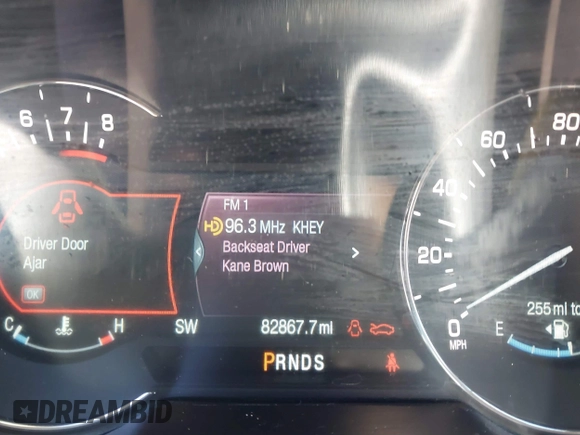 6 7 8
Driver Door
Ajar
OK
C H
FM 1
HD 96.3 MHz KHEY
Backseat Driver
Kane Brown
SW 82867.7 mi
PRNDS
80
60
40
20
0
MPH
255 mi to
E
DREAMBID